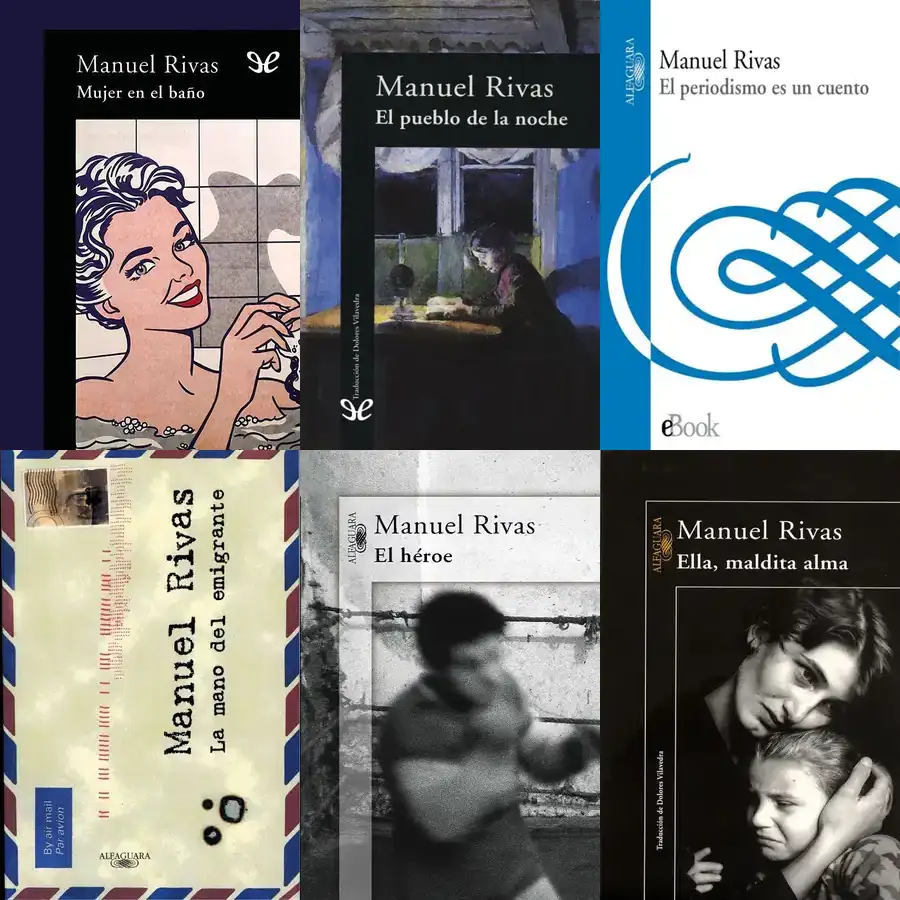 Manuel Rivas
Mujer en el baño
Manuel Rivas
El pueblo de la noche
Traducción de Dolores Vilavedra
ALFAGUARA
Manuel Rivas
El periodismo es un cuento
eBook
Manuel Rivas
La mano del emigrante
By air mail
Par avion
ALFAGUARA
ALFAGUARA
Manuel Rivas
El héroe
ALFAGUARA
Manuel Rivas
Ella, maldita alma
Traducción de Dolores Vilavedra